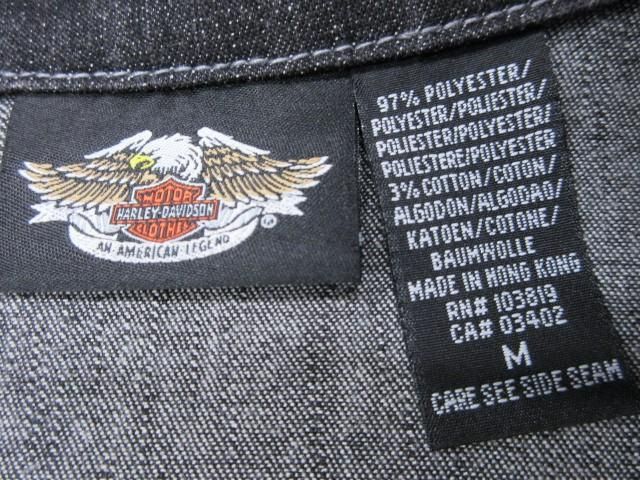 MOTOR
HARLEY-DAVIDSON
CLOTHES
AN AMERICAN LEGEND
®
97% POLYESTER/
POLYESTER/POLIESTER/
POLIESTER/POLYESTER/
POLIESTERE/POLYESTER
3% COTTON/COTON/
ALGODON/ALGODAO/
KATOEN/COTONE/
BAUMWOLLE
MADE IN HONG KONG
RN# 103819
CA# 03402
M
CARE SEE SIDE SEAM